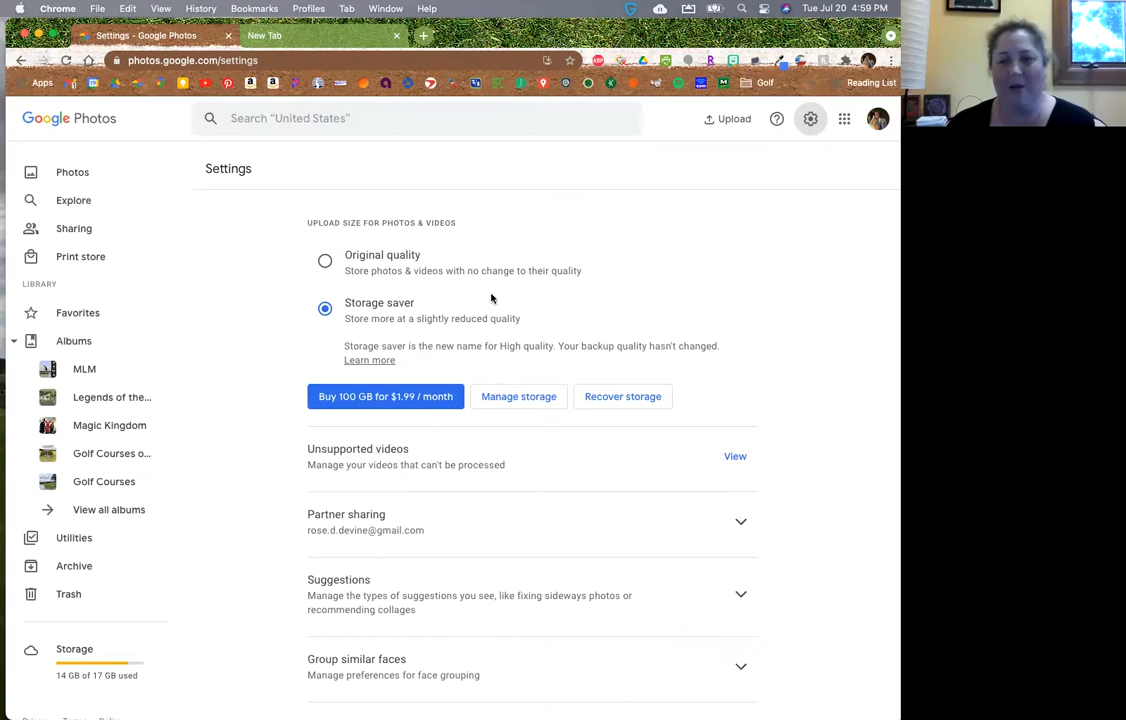 Chrome File Edit View History Bookmarks Profiles Tab Window Help Tue Jul 20 4:59 PM
Settings - Google Photos New Tab
photos.google.com/settings
Apps Golf Reading List
Google Photos Search “United States” Upload
Settings
Photos
Explore
Sharing
Print store
LIBRARY
Favorites
Albums
MLM
Legends of the...
Magic Kingdom
Golf Courses o...
Golf Courses
View all albums
Utilities
Archive
Trash
Storage
14 GB of 17 GB used
UPLOAD SIZE FOR PHOTOS & VIDEOS
Original quality
Store photos & videos with no change to their quality
Storage saver
Store more at a slightly reduced quality
Storage saver is the new name for High quality. Your backup quality hasn't changed.
Learn more
Buy 100 GB for $1.99 / month Manage storage Recover storage
Unsupported videos
Manage your videos that can't be processed
View
Partner sharing
rose.d.devine@gmail.com
Suggestions
Manage the types of suggestions you see, like fixing sideways photos or
recommending collages
Group similar faces
Manage preferences for face grouping